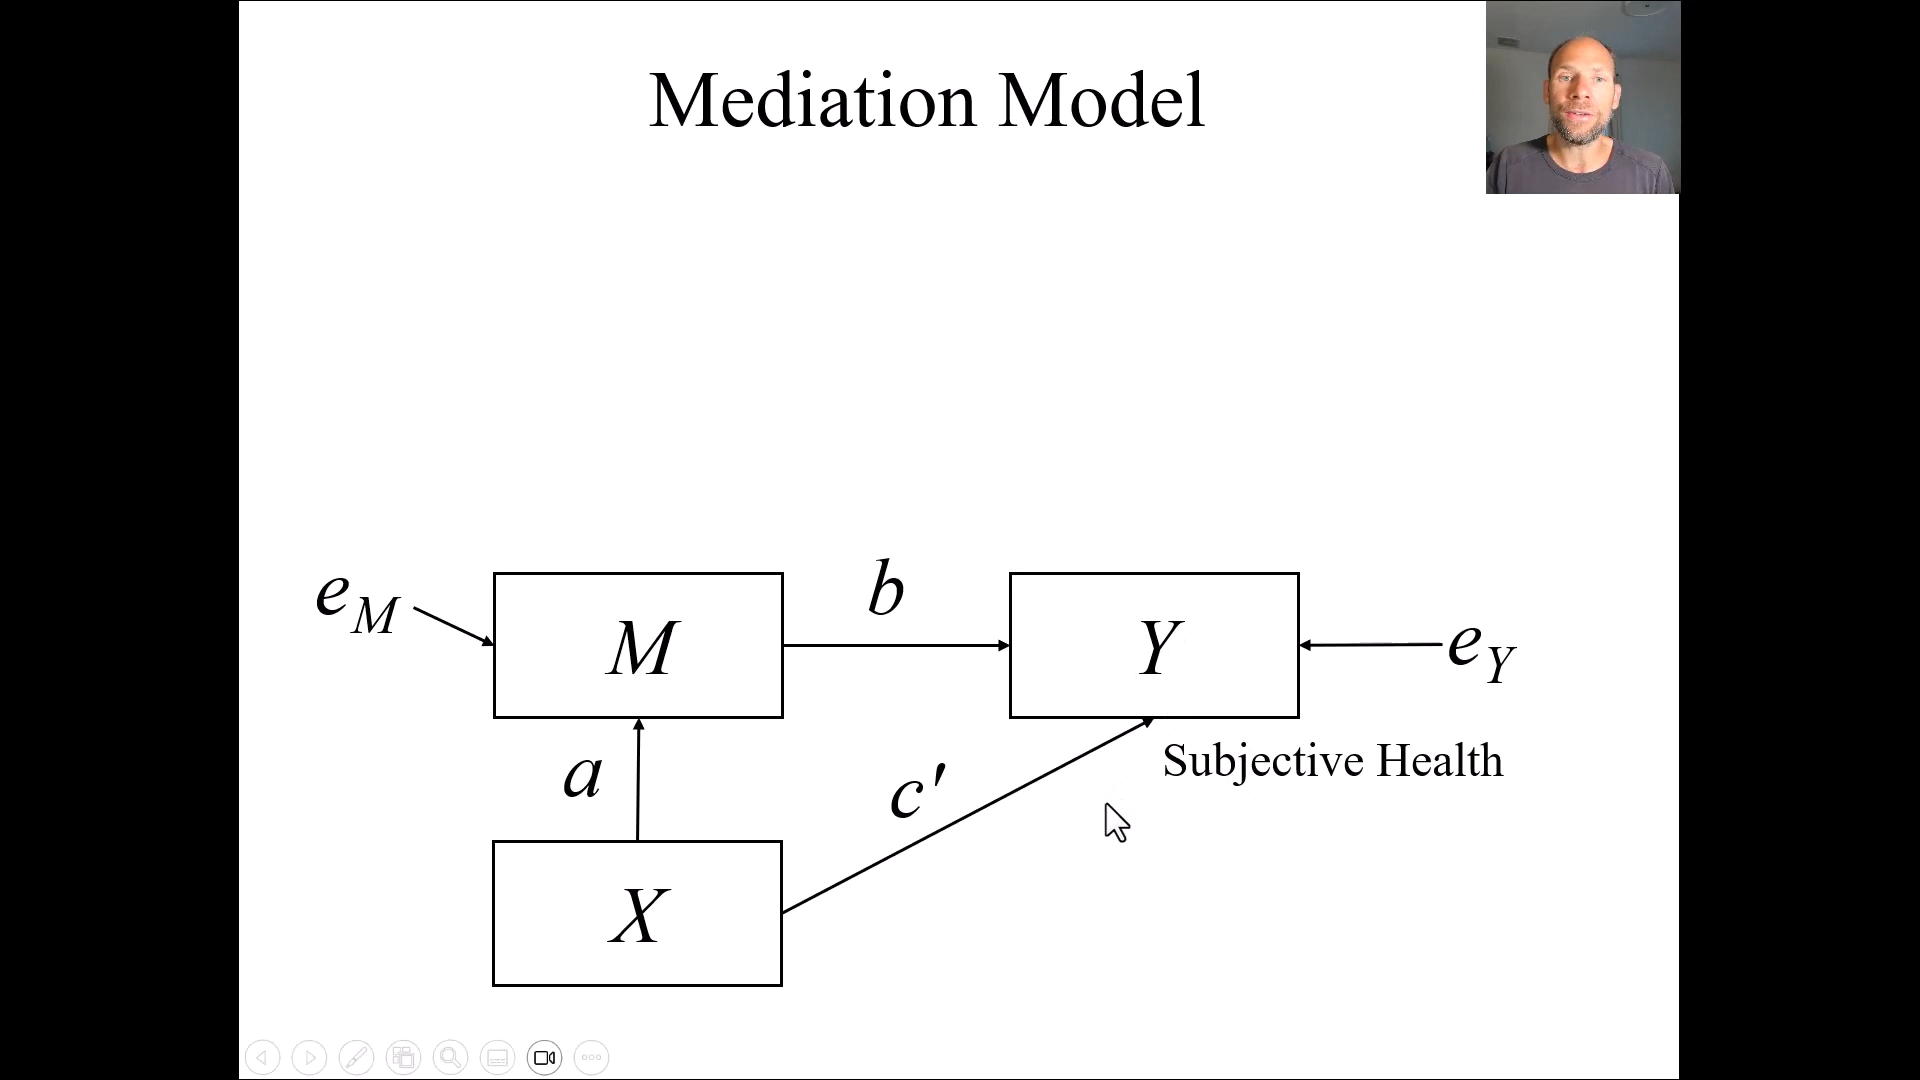 Mediation Model
e_M
M
b
Y
e_Y
a
c'
Subjective Health
X